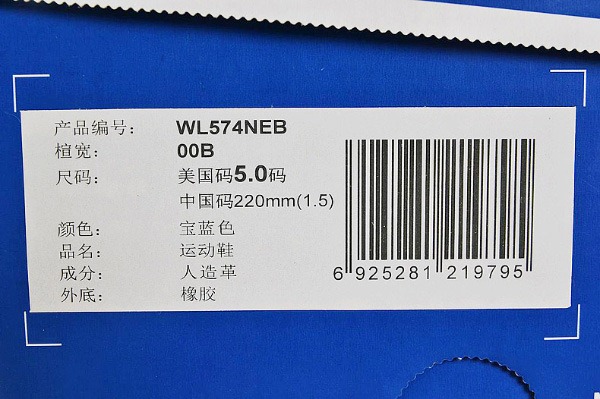 产品编号: WL574NEB
楦宽: 00B
尺码: 美国码5.0码
中国码220mm(1.5)
颜色: 宝蓝色
品名: 运动鞋
成分: 人造革
外底: 橡胶
6 925281 219795